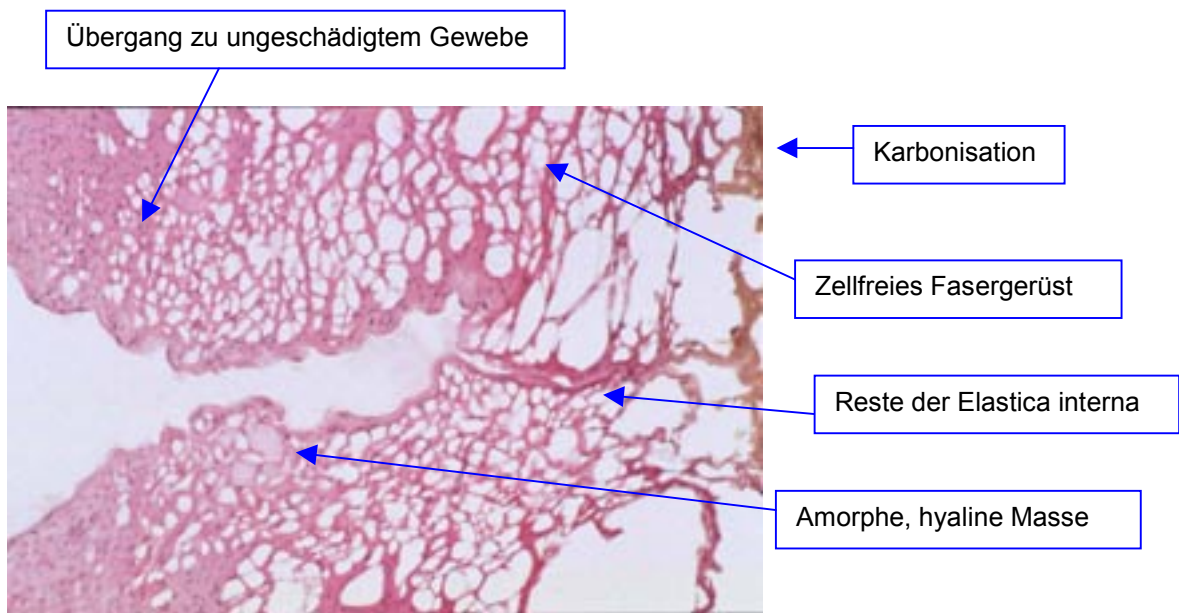 Übergang zu ungeschädigtem Gewebe
Karbonisation
Zellfreies Fasergerüst
Reste der Elastica interna
Amorphe, hyaline Masse